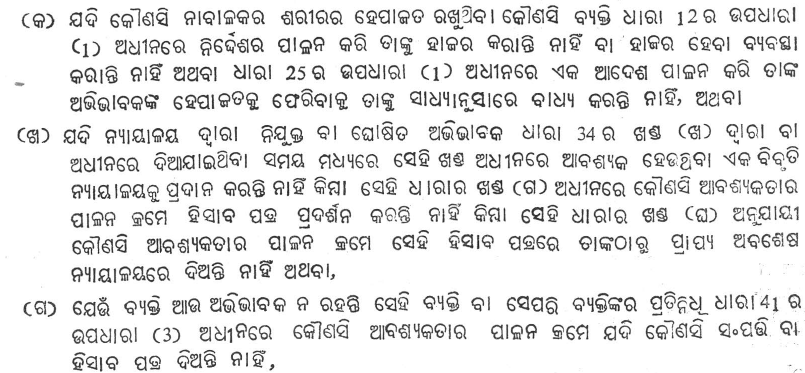 (କ) ଯଦି କୌଣସି ନାବାଳକର ଶରୀରର ହେପାଜତ ରଖୁଥିବା କୌଣସି ବ୍ୟକ୍ତି ଧାରା 12 ର ଉପଧାରା
(1) ଅଧୀନରେ ନିର୍ଦ୍ଦେଶର ପାଳନ କରି ତାଙ୍କୁ ହାଜର କରାନ୍ତି ନାହିଁ ବା ହାଜର ହେବା ବ୍ୟବସ୍ଥା
କରାନ୍ତି ନାହିଁ ଅଥବା ଧାରା 25 ର ଉପଧାରା (1) ଅଧୀନରେ ଏକ ଆଦେଶ ପାଳନ କରି ତାଙ୍କ
ଅଭିଭାବକଙ୍କ ହେପାଜତକୁ ଫେରିବାକୁ ତାଙ୍କୁ ସାଧ୍ୟାନୁସାରେ ବାଧ୍ୟ କରନ୍ତି ନାହିଁ, ଅଥବା
(ଖ) ଯଦି ନ୍ୟାୟାଳୟ ଦ୍ୱାରା ନିଯୁକ୍ତ ବା ଘୋଷିତ ଅଭିଭାବକ ଧାରା 34 ର ଖଣ୍ଡ (ଖ) ଦ୍ୱାରା ବା
ଅଧୀନରେ ଦିଆଯାଇଥିବା ସମୟ ମଧ୍ୟରେ ସେହି ଖଣ୍ଡ ଅଧୀନରେ ଆବଶ୍ୟକ ହେଉଥିବା ଏକ ବିବୃତି
ନ୍ୟାୟାଳୟକୁ ପ୍ରଦାନ କରନ୍ତି ନାହିଁ କିମ୍ବା ସେହି ଧାରାର ଖଣ୍ଡ (ଗ) ଅଧୀନରେ କୌଣସି ଆବଶ୍ୟକତାର
ପାଳନ କ୍ରମେ ହିସାବ ପତ୍ର ପ୍ରଦର୍ଶନ କରନ୍ତି ନାହିଁ କିମ୍ବା ସେହି ଧାରାର ଖଣ୍ଡ (ଘ) ଅନୁଯାୟୀ
କୌଣସି ଆବଶ୍ୟକତାର ପାଳନ କ୍ରମେ ସେହି ହିସାବ ପତ୍ରରେ ତାଙ୍କଠାରୁ ପ୍ରାପ୍ୟ ଅବଶେଷ
ନ୍ୟାୟାଳୟରେ ଦିଅନ୍ତି ନାହିଁ ଅଥବା,
(ଗ) ଯେଉଁ ବ୍ୟକ୍ତି ଆଉ ଅଭିଭାବକ ନ ରହନ୍ତି ସେହି ବ୍ୟକ୍ତି ବା ସେପରି ବ୍ୟକ୍ତିଙ୍କର ପ୍ରତିନିଧି ଧାରା 41 ର
ଉପଧାରା (3) ଅଧୀନରେ କୌଣସି ଆବଶ୍ୟକତାର ପାଳନ କ୍ରମେ ଯଦି କୌଣସି ସଂପତ୍ତି ବା
ହିସାବ ପତ୍ର ଦିଅନ୍ତି ନାହିଁ,